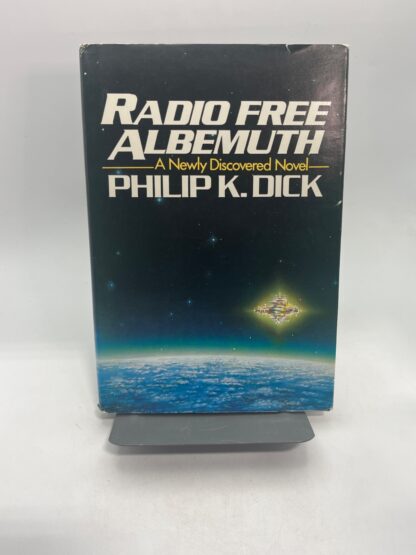 RADIO FREE
ALBEMUTH
A Newly Discovered Novel
PHILIP K. DICK